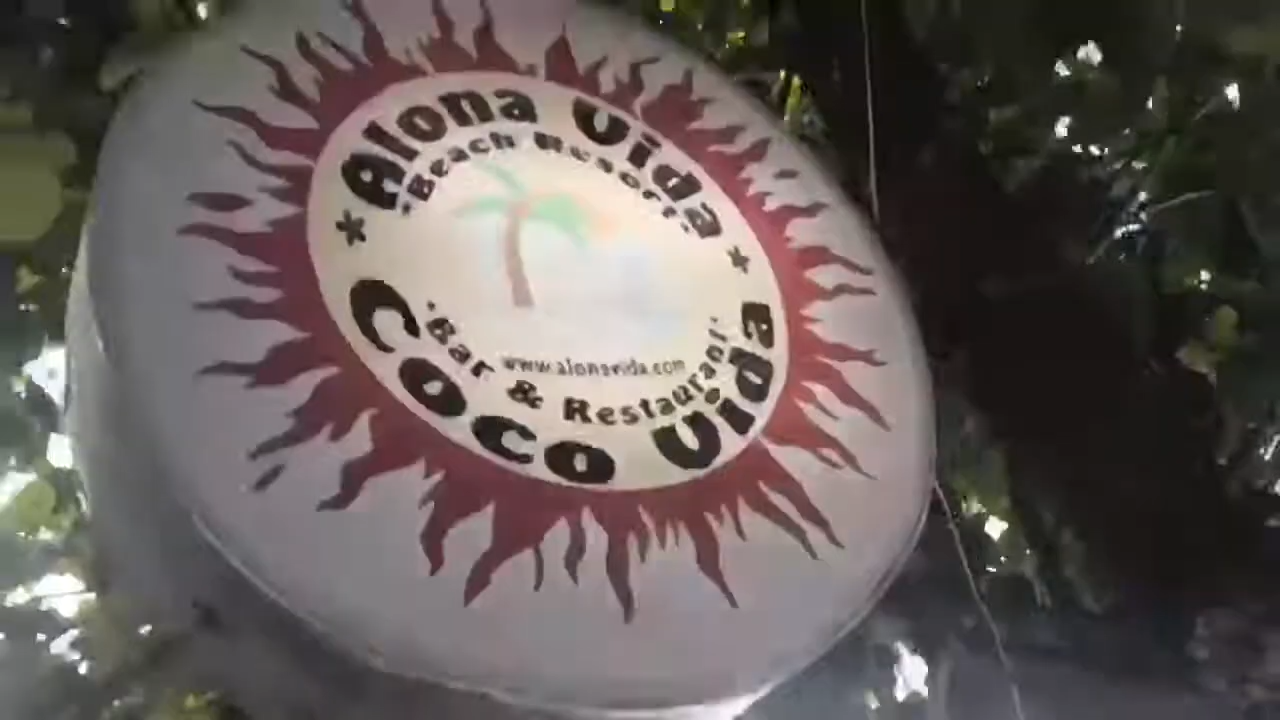 Alona Vida
Beach Resort
www.alonavida.com
Bar & Restaurant
Coco Vida